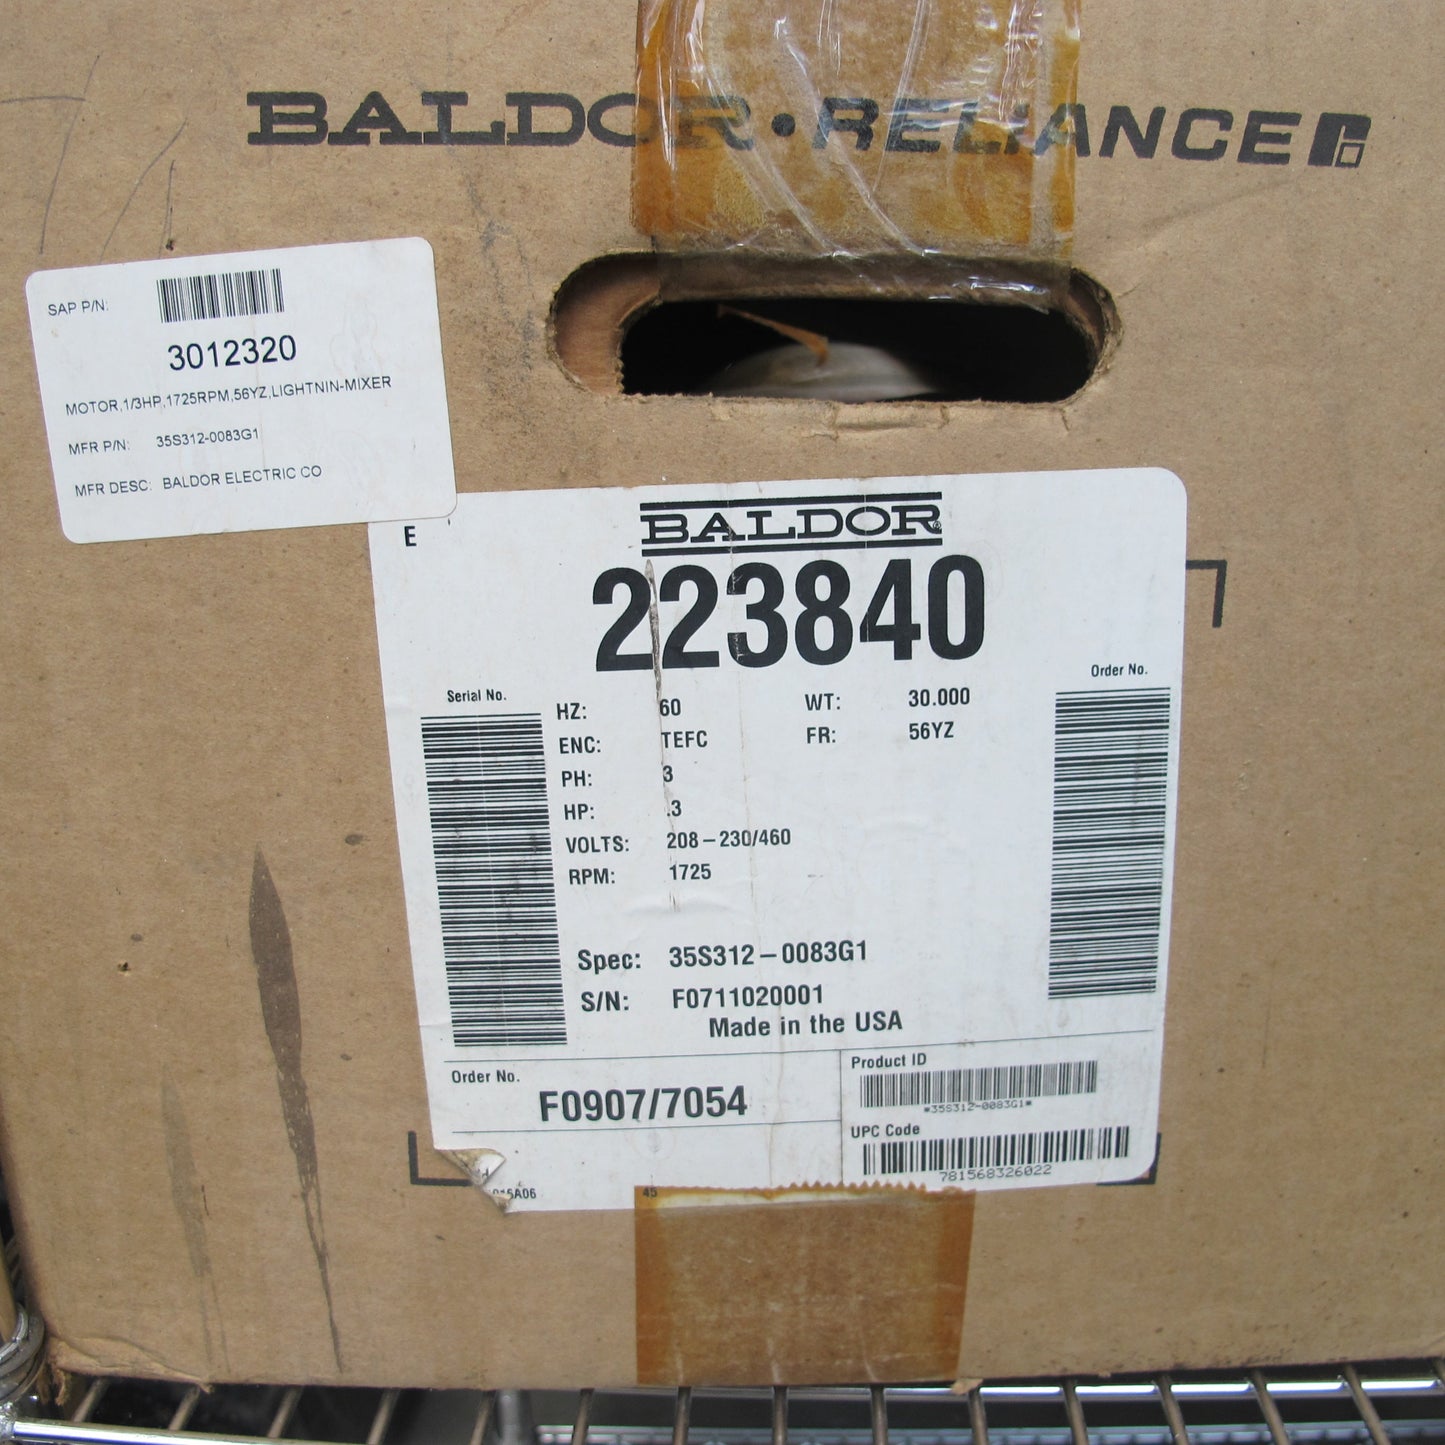 BALDOR • RELIANCE
SAP P/N:
3012320
MOTOR,1/3HP,1725RPM,56YZ,LIGHTNIN-MIXER
MFR P/N: 35S312-0083G1
MFR DESC: BALDOR ELECTRIC CO
E
BALDOR®
223840
Serial No.
Order No.
HZ: 60 WT: 30.000
ENC: TEFC FR: 56YZ
PH: 3
HP: .3
VOLTS: 208-230/460
RPM: 1725
Spec: 35S312-0083G1
S/N: F0711020001
Made in the USA
Order No.
F0907/7054
Product ID
*35S312-0083G1*
UPC Code
781568326022
45